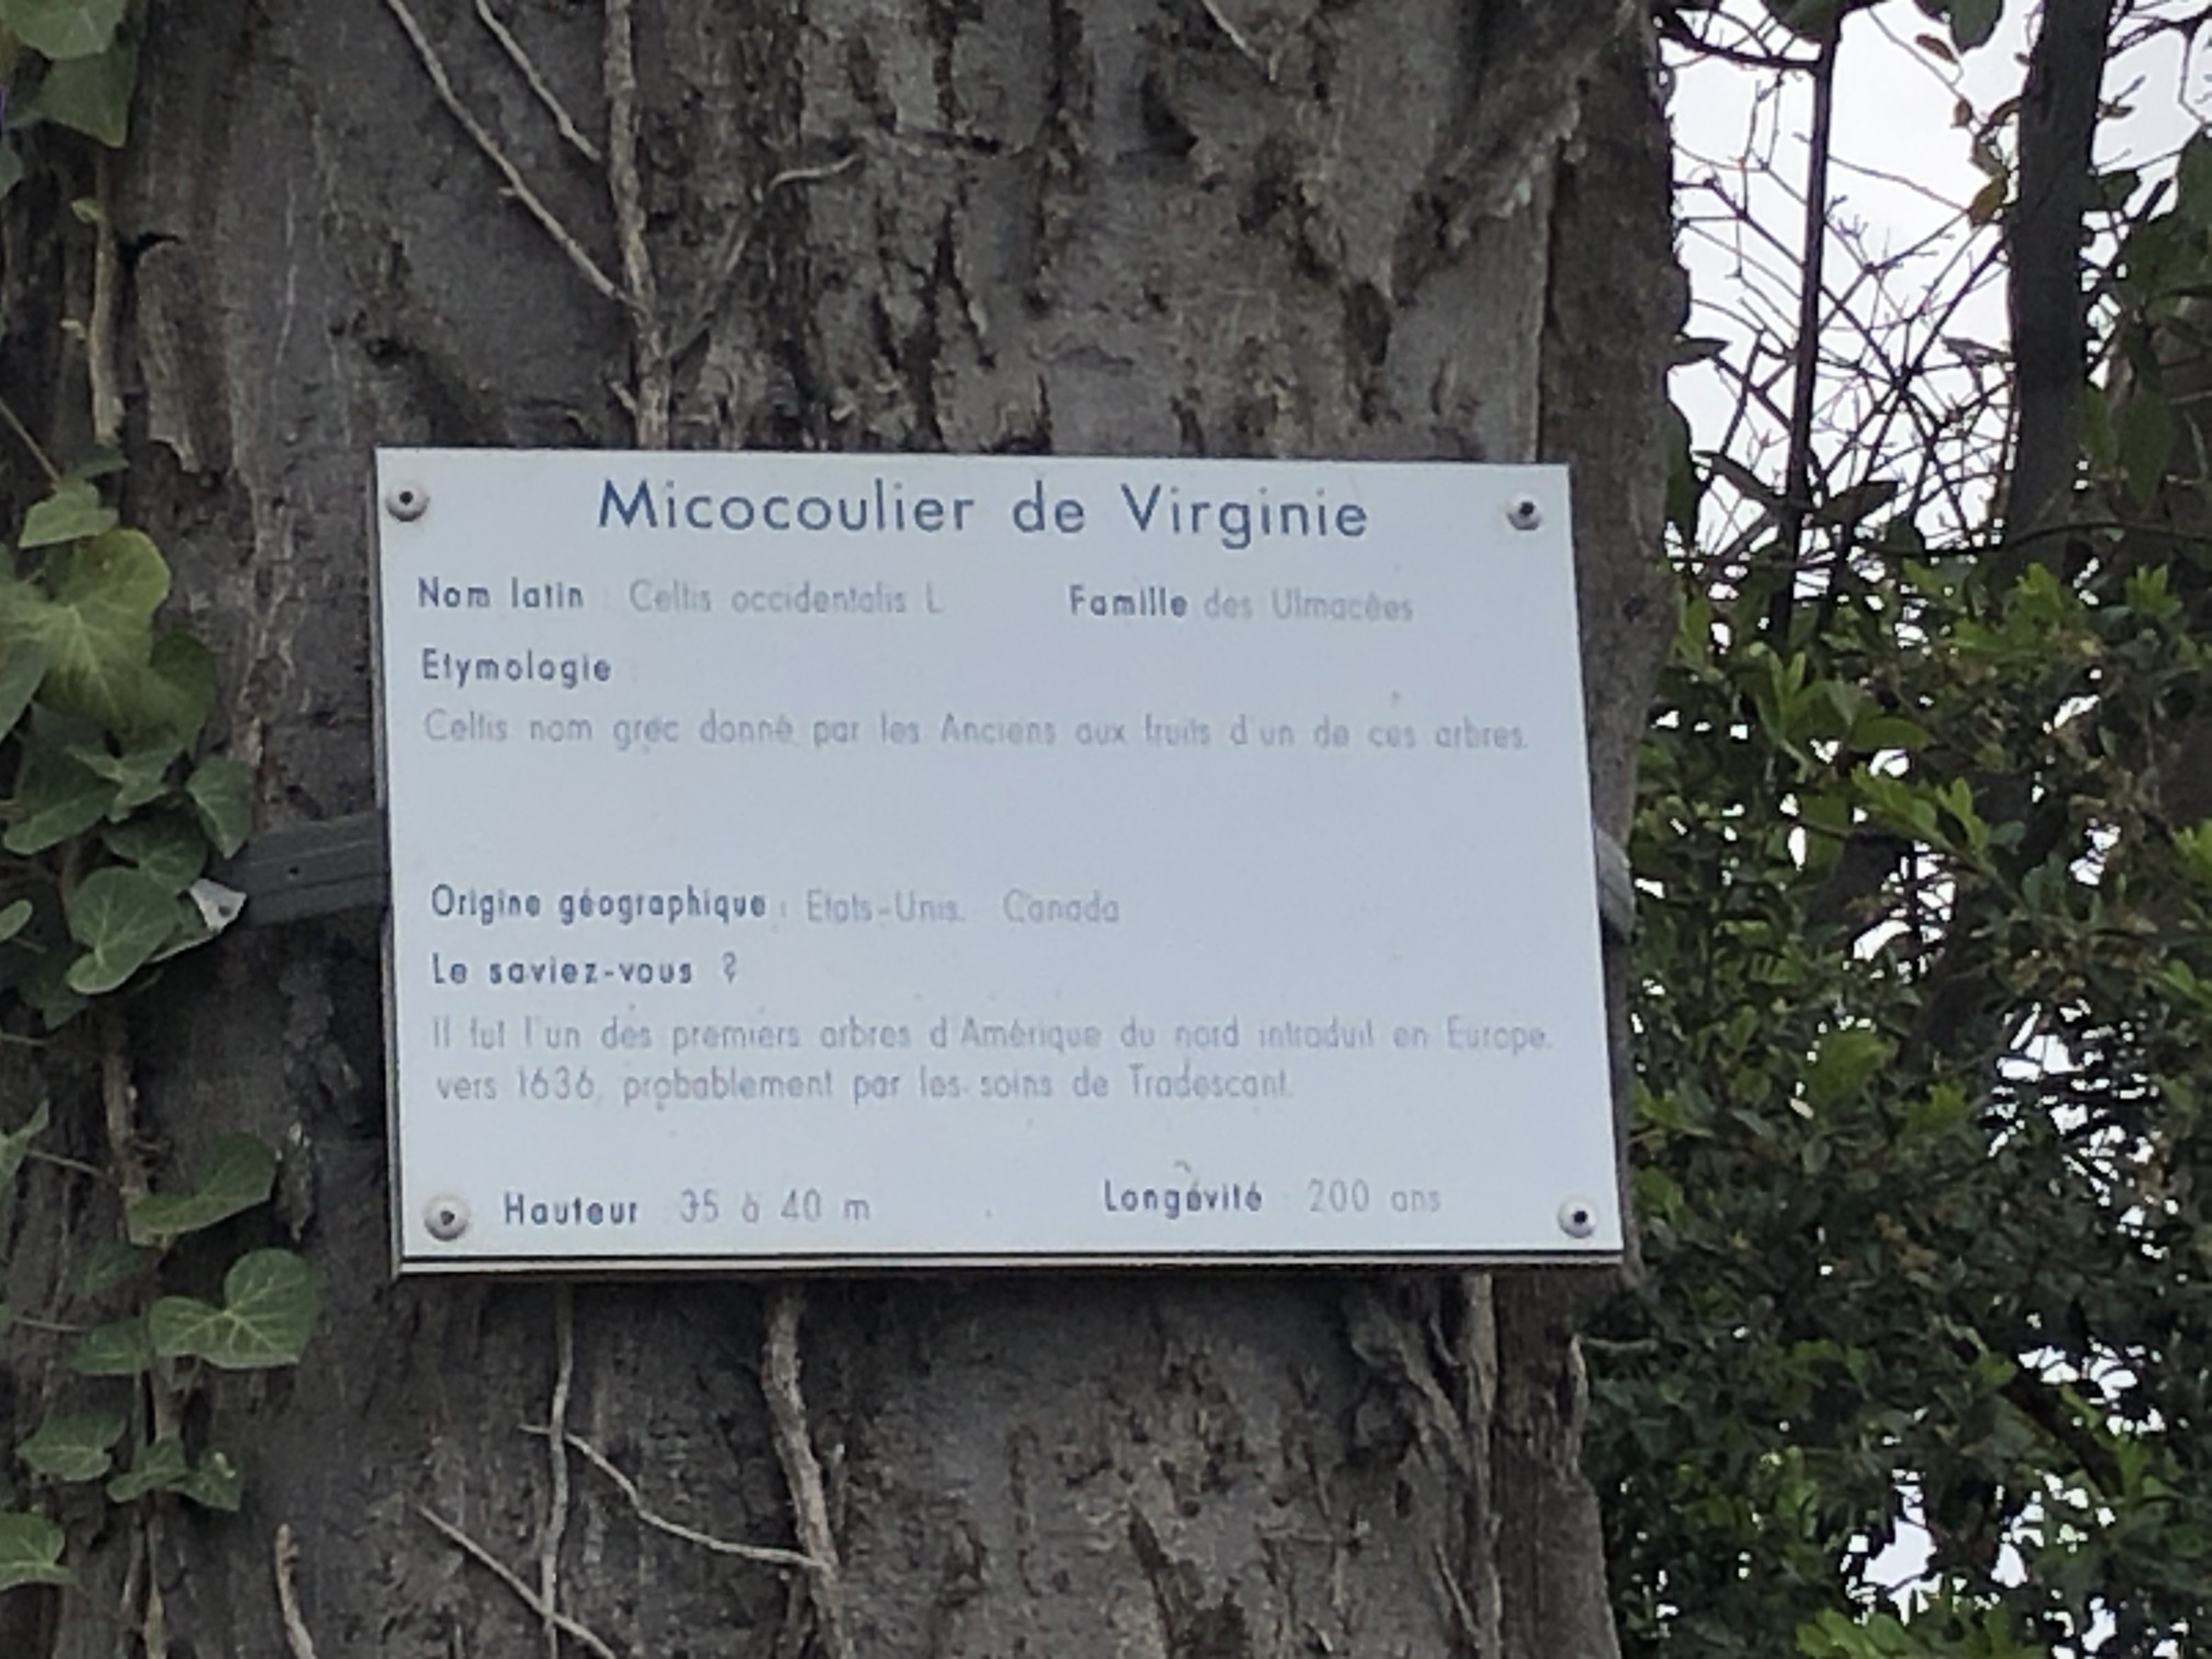 Micocoulier de Virginie
Nom latin : Celtis occidentalis L Famille des Ulmacées
Etymologie
Celtis nom grec donné par les Anciens aux fruits d'un de ces arbres.
Origine géographique : Etats-Unis, Canada
Le saviez-vous ?
Il fut l'un des premiers arbres d'Amérique du nord introduit en Europe,
vers 1636, probablement par les soins de Tradescant.
Hauteur 35 à 40 m Longévité 200 ans